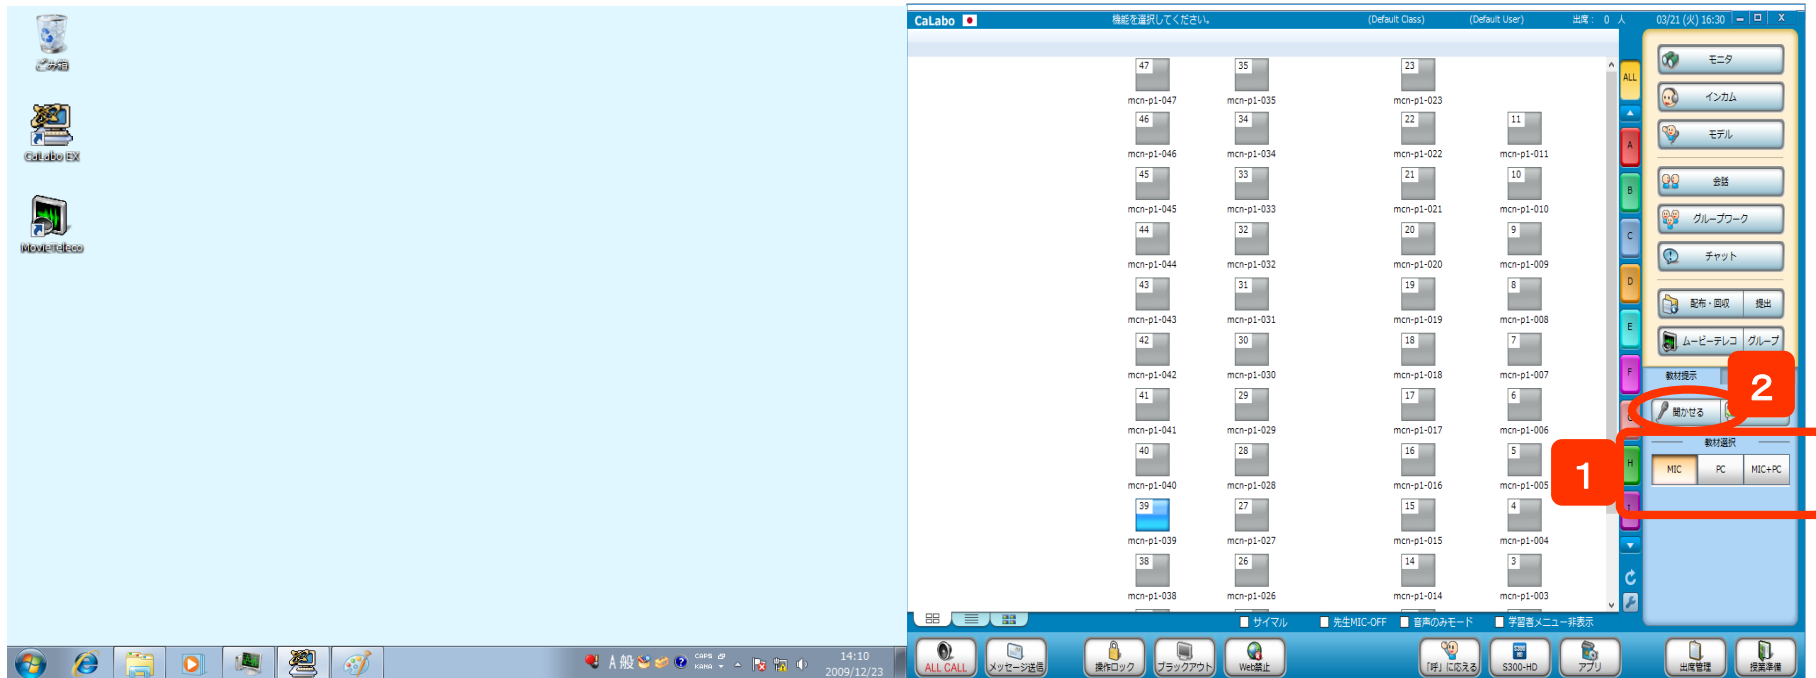 ごみ箱
CaLabo EX
MovieTeleco
A 般
CAPS
KANA
14:10
2009/12/23
CaLabo
機能を選択してください。
(Default Class)
(Default User)
出席： 0 人
03/21 (火) 16:30
X
47
35
23
mcn-p1-047
mcn-p1-035
mcn-p1-023
46
34
22
11
mcn-p1-046
mcn-p1-034
mcn-p1-022
mcn-p1-011
45
33
21
10
mcn-p1-045
mcn-p1-033
mcn-p1-021
mcn-p1-010
44
32
20
9
mcn-p1-044
mcn-p1-032
mcn-p1-020
mcn-p1-009
43
31
19
8
mcn-p1-043
mcn-p1-031
mcn-p1-019
mcn-p1-008
42
30
18
7
mcn-p1-042
mcn-p1-030
mcn-p1-018
mcn-p1-007
41
29
17
6
mcn-p1-041
mcn-p1-029
mcn-p1-017
mcn-p1-006
40
28
16
5
mcn-p1-040
mcn-p1-028
mcn-p1-016
mcn-p1-005
39
27
15
4
mcn-p1-039
mcn-p1-027
mcn-p1-015
mcn-p1-004
38
26
14
3
mcn-p1-038
mcn-p1-026
mcn-p1-014
mcn-p1-003
ALL
A
B
C
D
E
F
H
I
モニタ
インカム
モデル
会話
グループワーク
チャット
配布・回収
提出
ムービーテレコ
グループ
教材提示
2
聞かせる
教材選択
1
MIC
PC
MIC+PC
サイマル
先生MIC-OFF
音声のみモード
学習者メニュー非表示
ALL CALL
メッセージ送信
操作ロック
ブラックアウト
Web禁止
「呼」に応える
S300-HD
アプリ
出席管理
授業準備